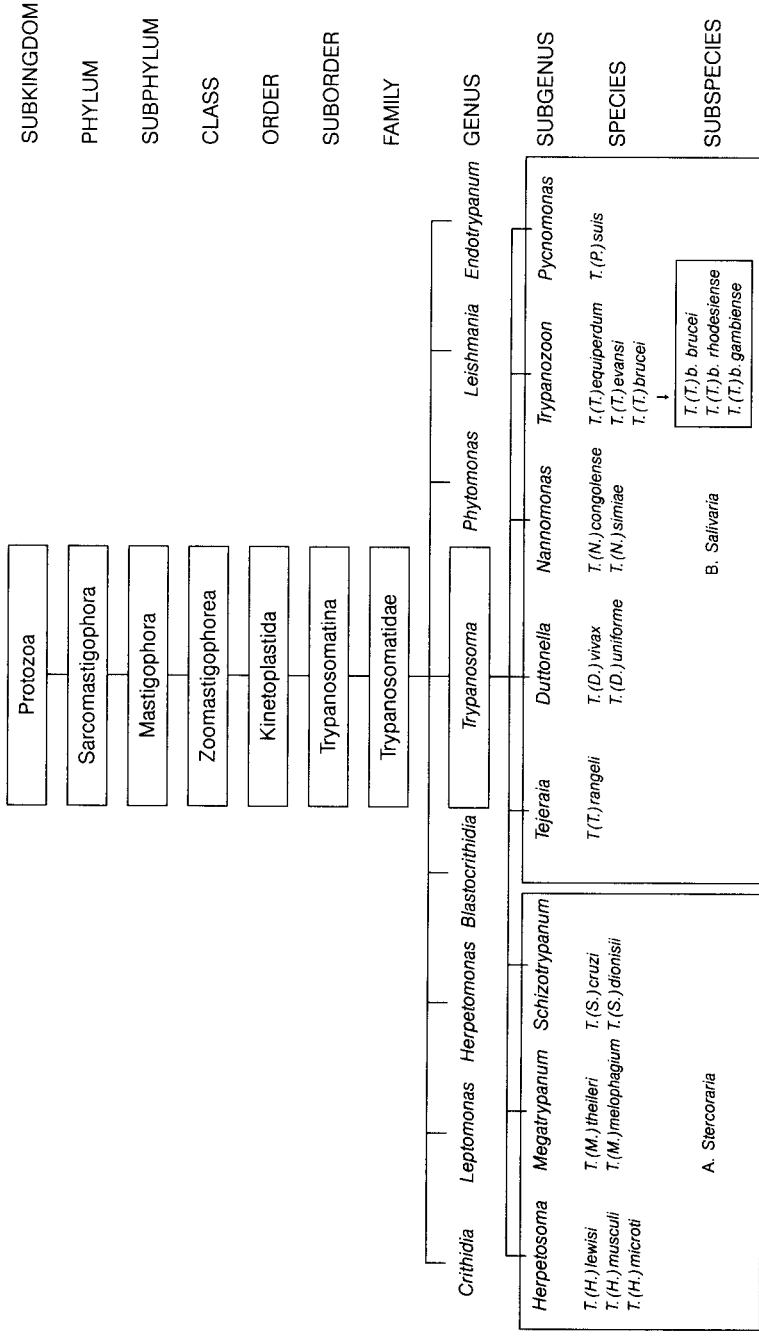 Protozoa SUBKINGDOM
Sarcomastigophora PHYLUM
Mastigophora SUBPHYLUM
Zoomastigophorea CLASS
Kinetoplastida ORDER
Trypanosomatina SUBORDER
Trypanosomatidae FAMILY
Crithidia Leptomonas Herpetomonas Blastocrithidia Trypanosoma Phytomonas Leishmania Endotrypanum GENUS
Herpetosoma Megatrypanum Schizotrypanum Tejeraia Duttonella Nannomonas Trypanozoon Pycnomonas SUBGENUS
T.(H.)lewisi T.(M.)theileri T.(S.)cruzi T(T.)rangeli T.(D.)vivax T.(N.)congolense T.(T.)equiperdum T.(P.)suis SPECIES
T.(H.)musculi T.(M.)melophagium T.(S.)dionisii T.(D.)uniforme T.(N.)simiae T.(T.)evansi
T.(H.)microti T.(T.)brucei
A. Stercoraria B. Salivaria T.(T.)b. brucei SUBSPECIES
T.(T.)b. rhodesiense
T.(T.)b. gambiense